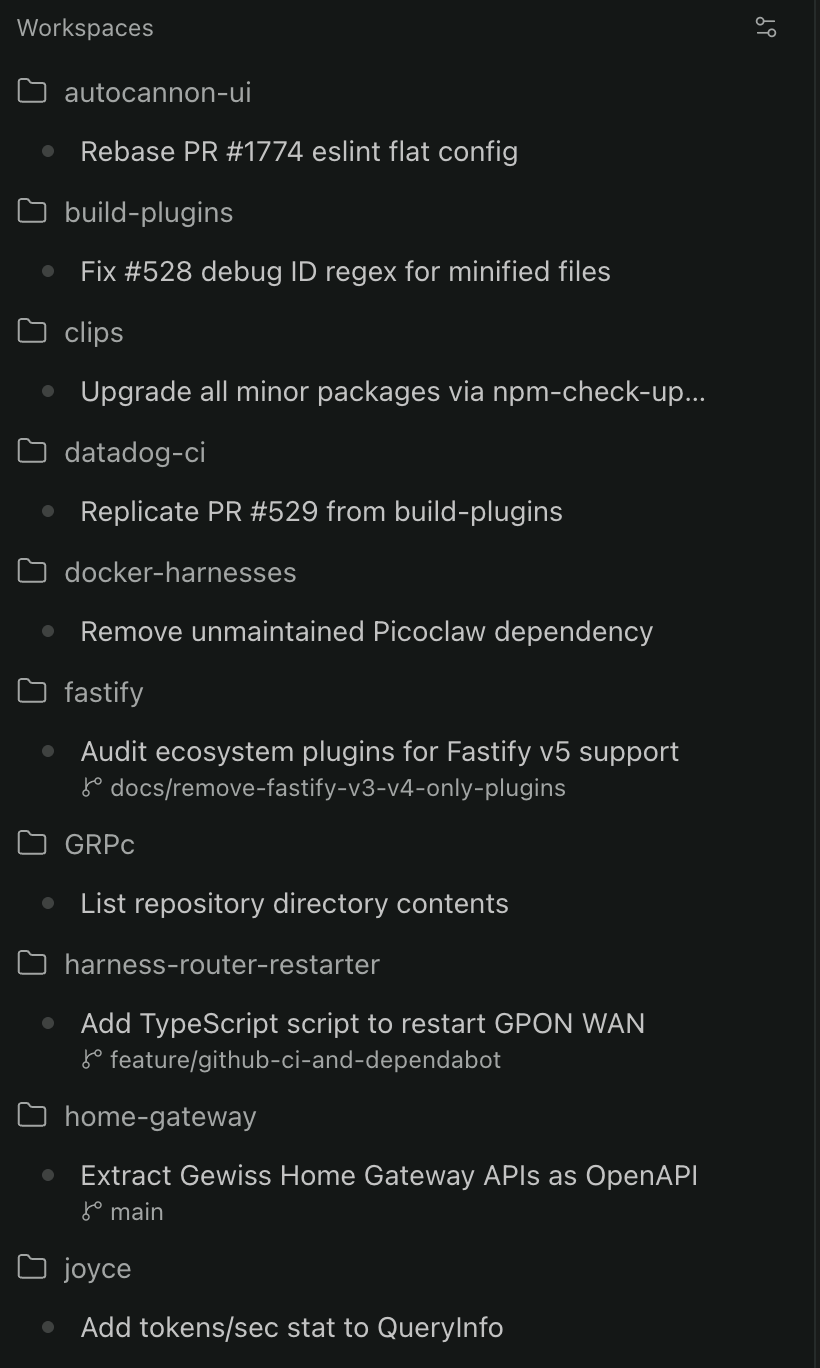 Workspaces
autocannon-ui
Rebase PR #1774 eslint flat config
build-plugins
Fix #528 debug ID regex for minified files
clips
Upgrade all minor packages via npm-check-up...
datadog-ci
Replicate PR #529 from build-plugins
docker-harnesses
Remove unmaintained Picoclaw dependency
fastify
Audit ecosystem plugins for Fastify v5 support
docs/remove-fastify-v3-v4-only-plugins
GRPc
List repository directory contents
harness-router-restarter
Add TypeScript script to restart GPON WAN
feature/github-ci-and-dependabot
home-gateway
Extract Gewiss Home Gateway APIs as OpenAPI
main
joyce
Add tokens/sec stat to QueryInfo